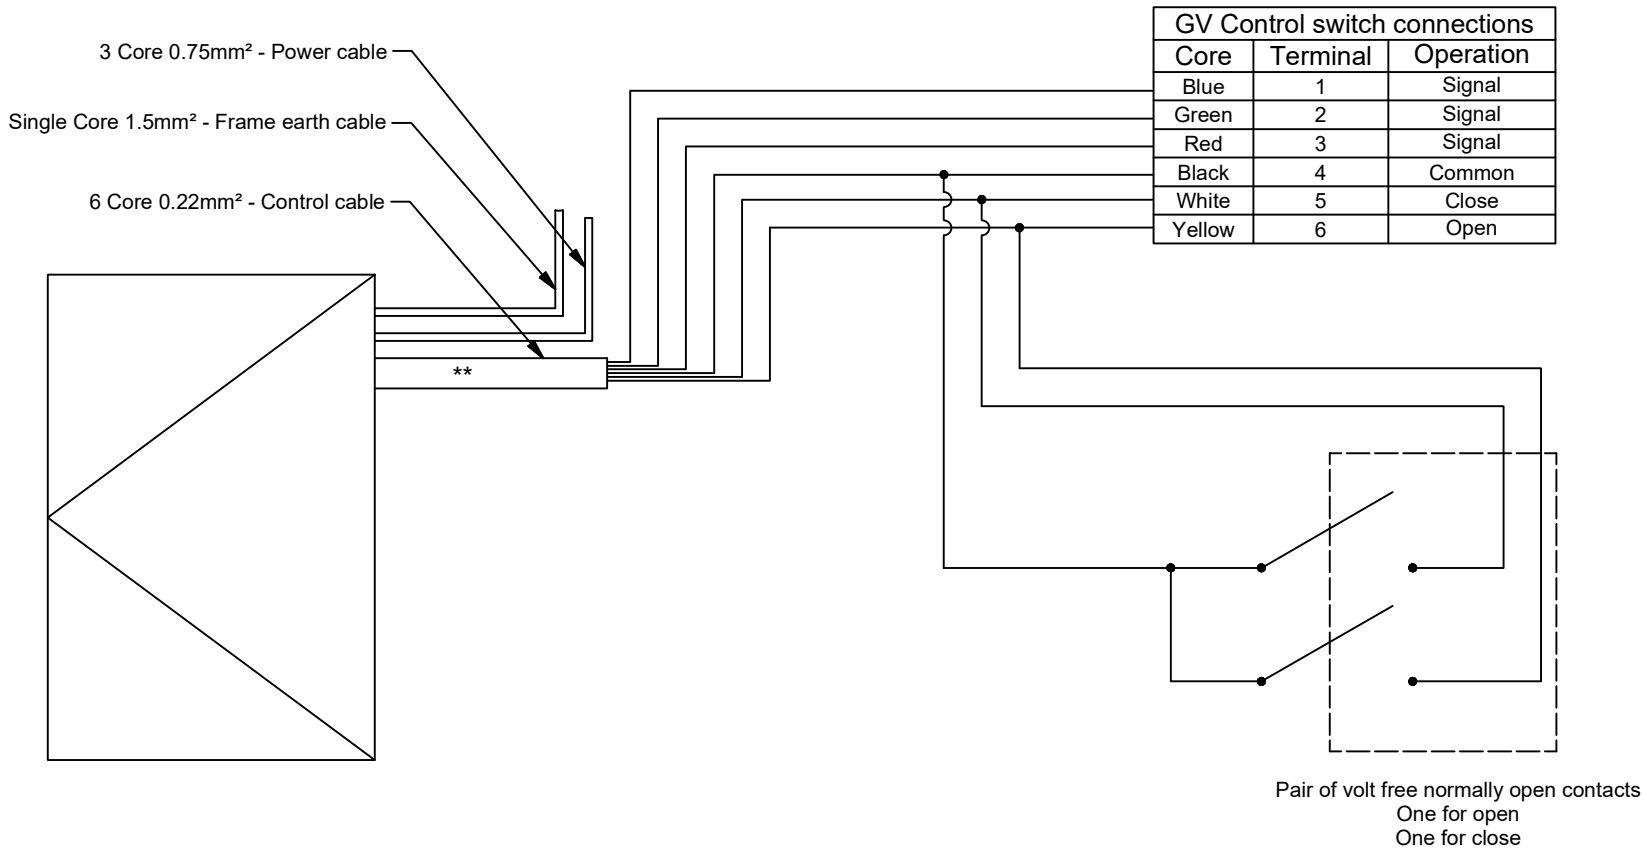 3 Core 0.75mm² - Power cable
Single Core 1.5mm² - Frame earth cable
6 Core 0.22mm² - Control cable
**
GV Control switch connections
Core Terminal Operation
Blue 1 Signal
Green 2 Signal
Red 3 Signal
Black 4 Common
White 5 Close
Yellow 6 Open
Pair of volt free normally open contacts
One for open
One for close